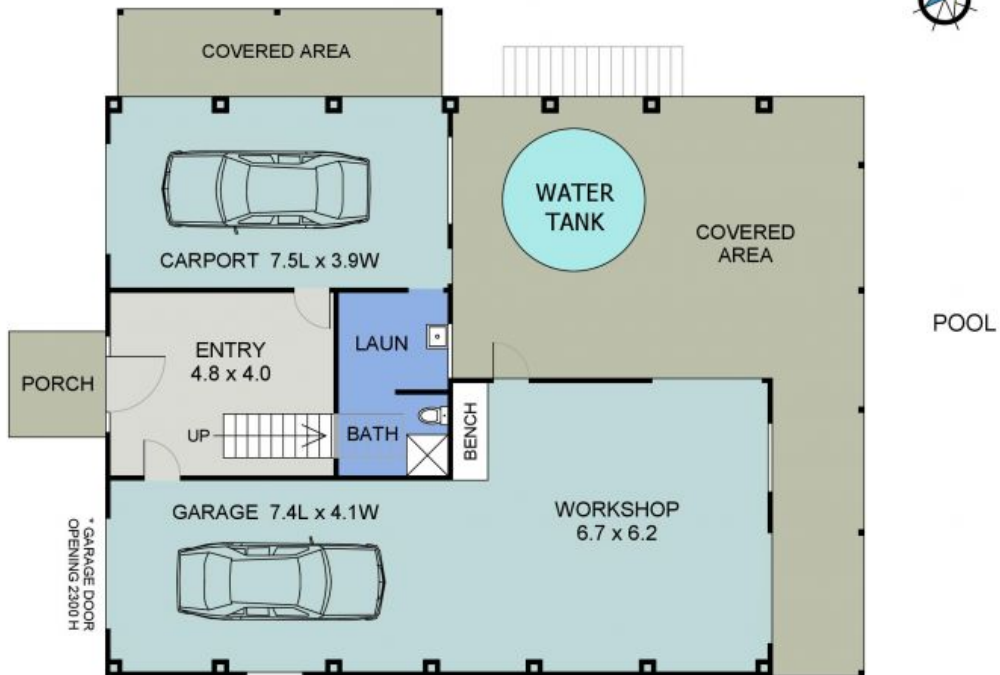 COVERED AREA
WATER
TANK
COVERED
AREA
CARPORT 7.5L x 3.9W
POOL
ENTRY
4.8 x 4.0
LAUN
PORCH
UP
BATH
BENCH
GARAGE 7.4L x 4.1W
WORKSHOP
6.7 x 6.2
* GARAGE DOOR
OPENING 2300 H